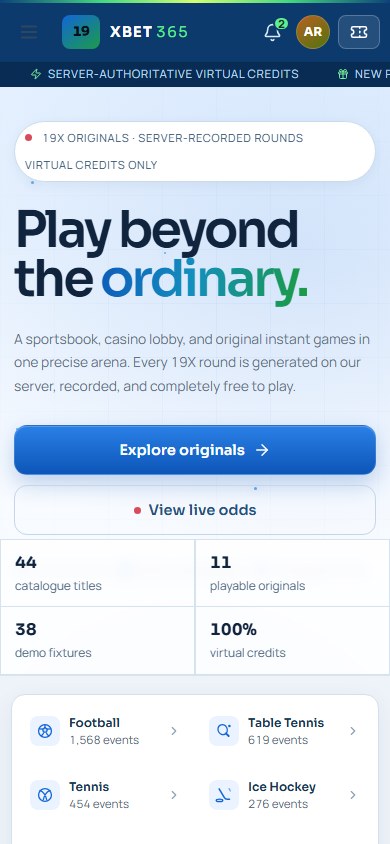 19 XBET 365
2
AR
SERVER-AUTHORITATIVE VIRTUAL CREDITS NEW
19X ORIGINALS · SERVER-RECORDED ROUNDS
VIRTUAL CREDITS ONLY
Play beyond
the ordinary.
A sportsbook, casino lobby, and original instant games in
one precise arena. Every 19X round is generated on our
server, recorded, and completely free to play.
Explore originals
View live odds
44
catalogue titles
11
playable originals
38
demo fixtures
100%
virtual credits
Football
1,568 events
Table Tennis
619 events
Tennis
454 events
Ice Hockey
276 events